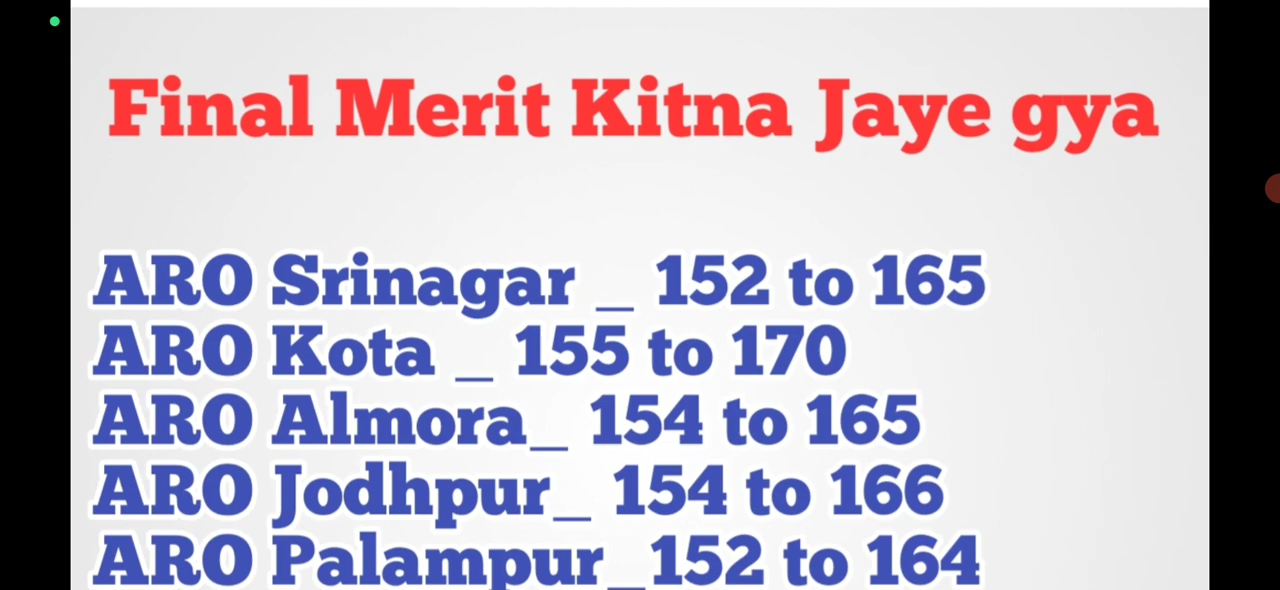 Final Merit Kitna Jaye gya
ARO Srinagar _ 152 to 165
ARO Kota _ 155 to 170
ARO Almora_ 154 to 165
ARO Jodhpur_ 154 to 166
ARO Palampur_152 to 164